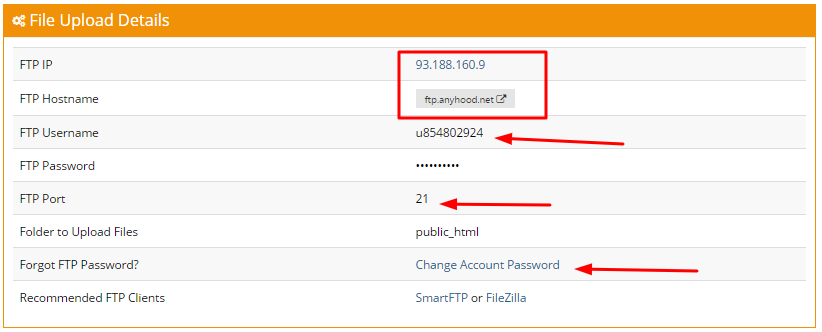 File Upload Details
FTP IP 93.188.160.9
FTP Hostname ftp.anyhood.net
FTP Username u854802924
FTP Password ••••••••••
FTP Port 21
Folder to Upload Files public_html
Forgot FTP Password? Change Account Password
Recommended FTP Clients SmartFTP or FileZilla